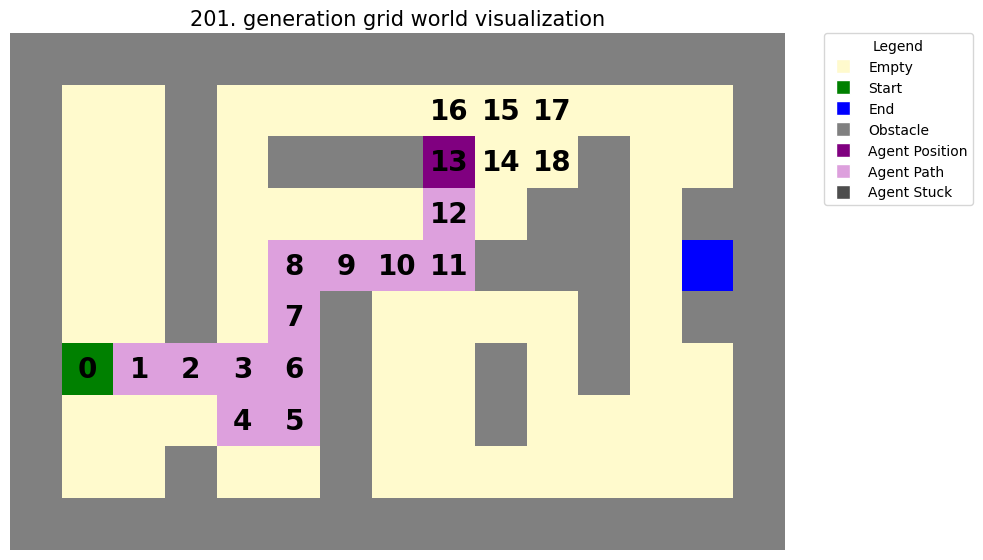 201. generation grid world visualization
Legend
Empty
Start
End
Obstacle
Agent Position
Agent Path
Agent Stuck
16 15 17
13 14 18
12
8 9 10 11
7
0 1 2 3 6
4 5